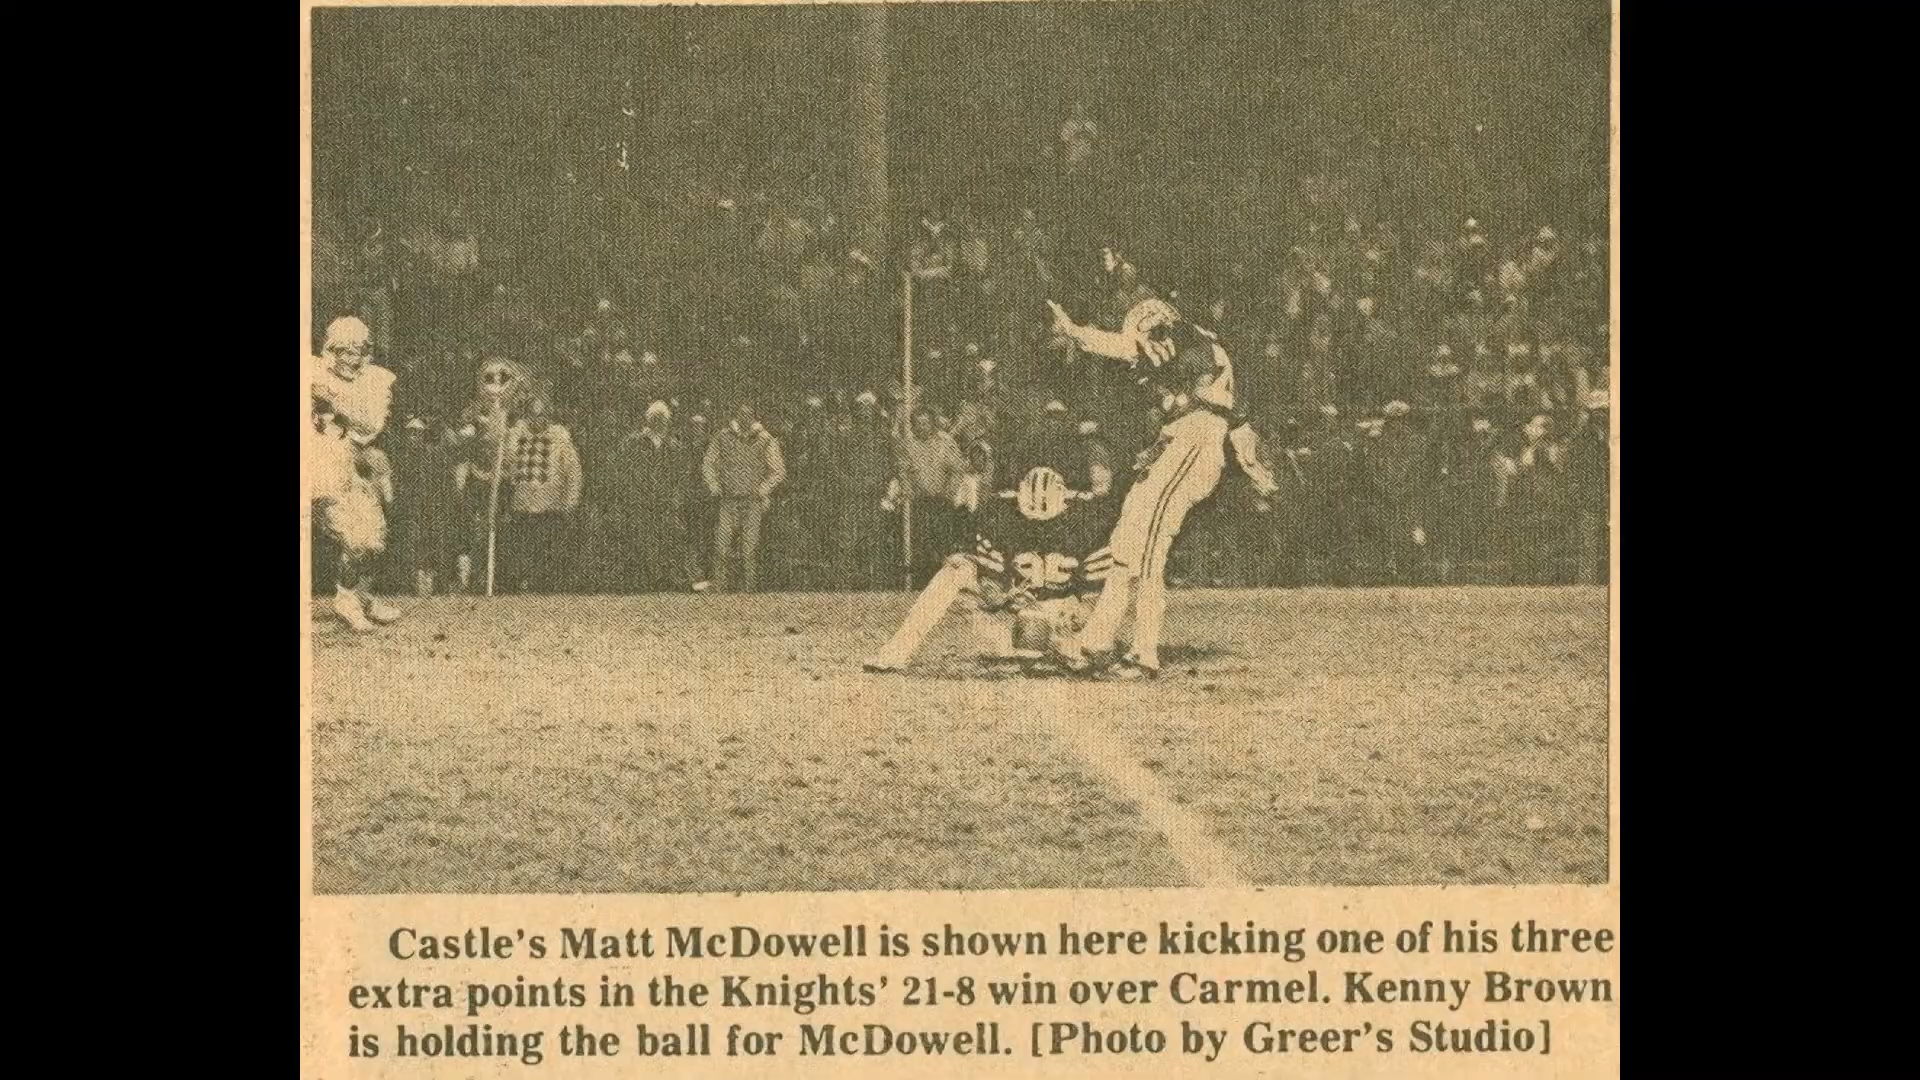 Castle's Matt McDowell is shown here kicking one of his three
extra points in the Knights' 21-8 win over Carmel. Kenny Brown
is holding the ball for McDowell. [Photo by Greer's Studio]